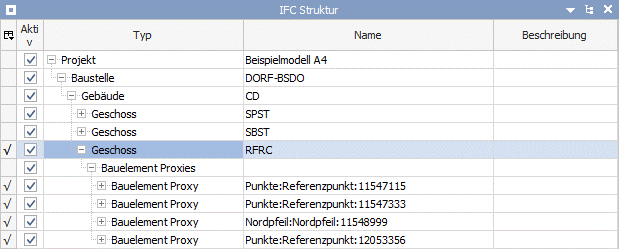 IFC Struktur
Aktiv Typ Name Beschreibung
Projekt Beispielmodell A4
Baustelle DORF-BSDO
Gebäude CD
Geschoss SPST
Geschoss SBST
Geschoss RFRC
Bauelement Proxies
Bauelement Proxy Punkte:Referenzpunkt:11547115
Bauelement Proxy Punkte:Referenzpunkt:11547333
Bauelement Proxy Nordpfeil:Nordpfeil:11548999
Bauelement Proxy Punkte:Referenzpunkt:12053356